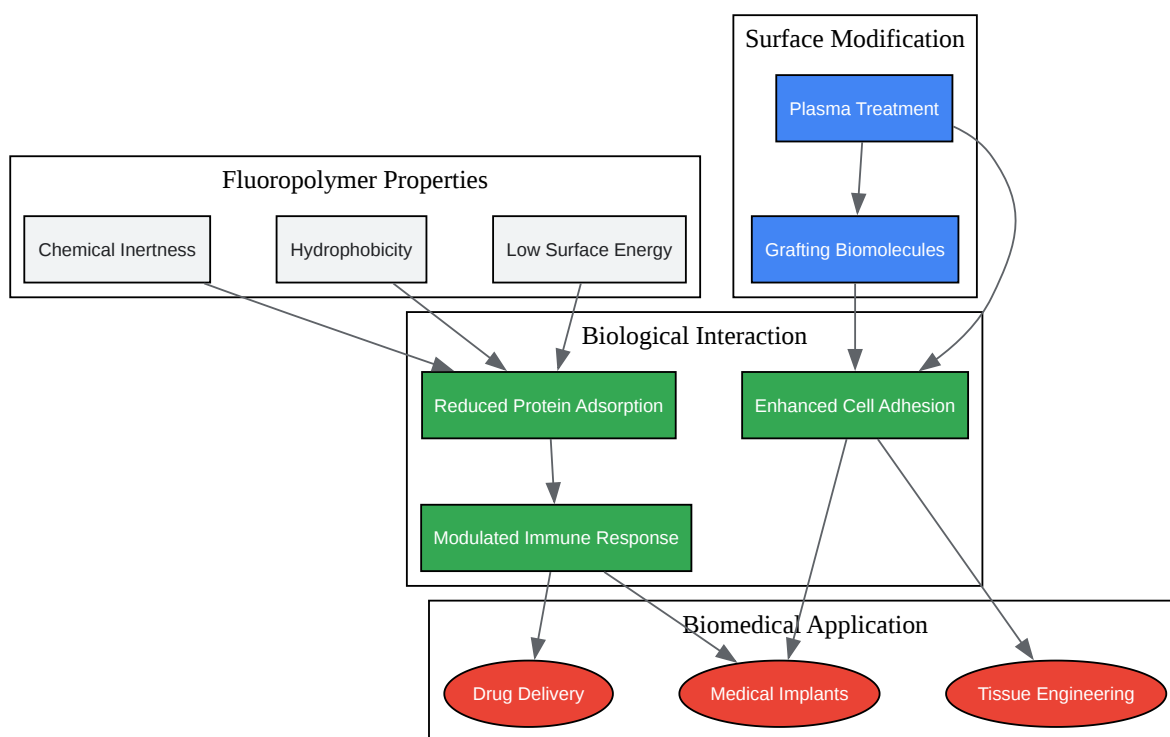 Surface Modification
Plasma Treatment
Fluoropolymer Properties
Chemical Inertness
Hydrophobicity
Low Surface Energy
Grafting Biomolecules
Biological Interaction
Reduced Protein Adsorption
Enhanced Cell Adhesion
Modulated Immune Response
Biomedical Application
Drug Delivery
Medical Implants
Tissue Engineering